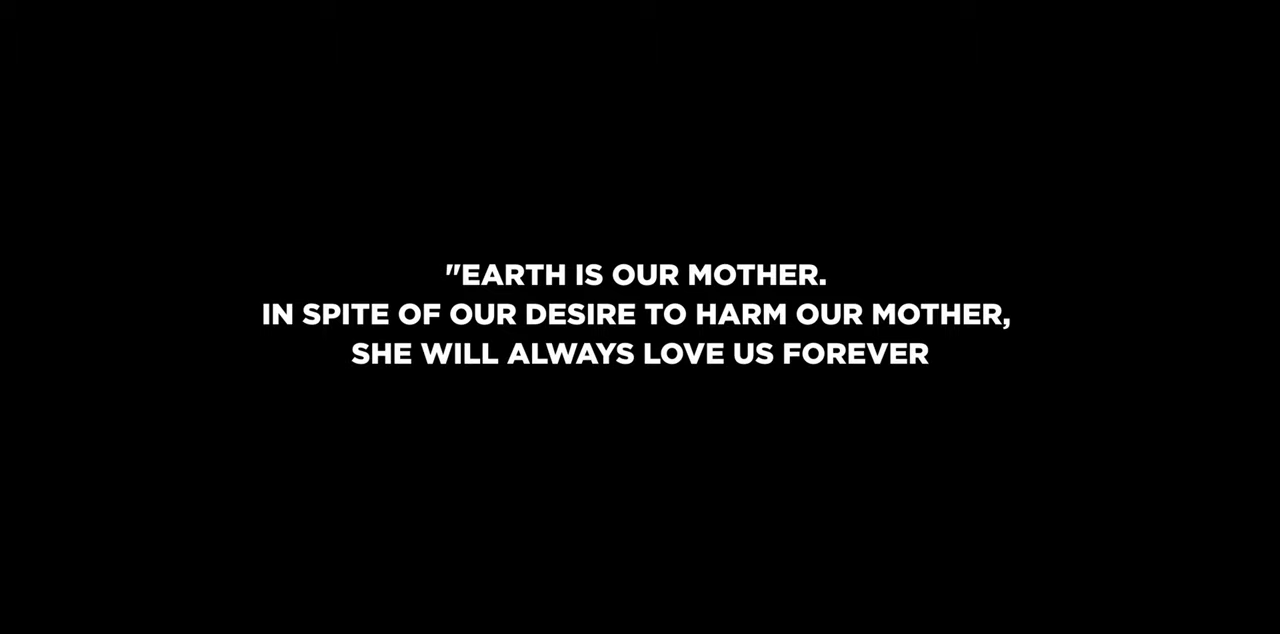 "EARTH IS OUR MOTHER.
IN SPITE OF OUR DESIRE TO HARM OUR MOTHER,
SHE WILL ALWAYS LOVE US FOREVER